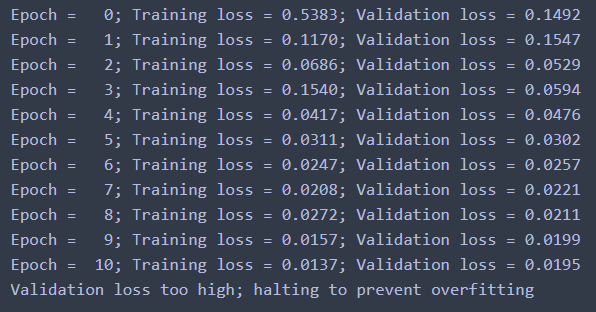 Epoch =   0; Training loss = 0.5383; Validation loss = 0.1492
Epoch =   1; Training loss = 0.1170; Validation loss = 0.1547
Epoch =   2; Training loss = 0.0686; Validation loss = 0.0529
Epoch =   3; Training loss = 0.1540; Validation loss = 0.0594
Epoch =   4; Training loss = 0.0417; Validation loss = 0.0476
Epoch =   5; Training loss = 0.0311; Validation loss = 0.0302
Epoch =   6; Training loss = 0.0247; Validation loss = 0.0257
Epoch =   7; Training loss = 0.0208; Validation loss = 0.0221
Epoch =   8; Training loss = 0.0272; Validation loss = 0.0211
Epoch =   9; Training loss = 0.0157; Validation loss = 0.0199
Epoch =  10; Training loss = 0.0137; Validation loss = 0.0195
Validation loss too high; halting to prevent overfitting